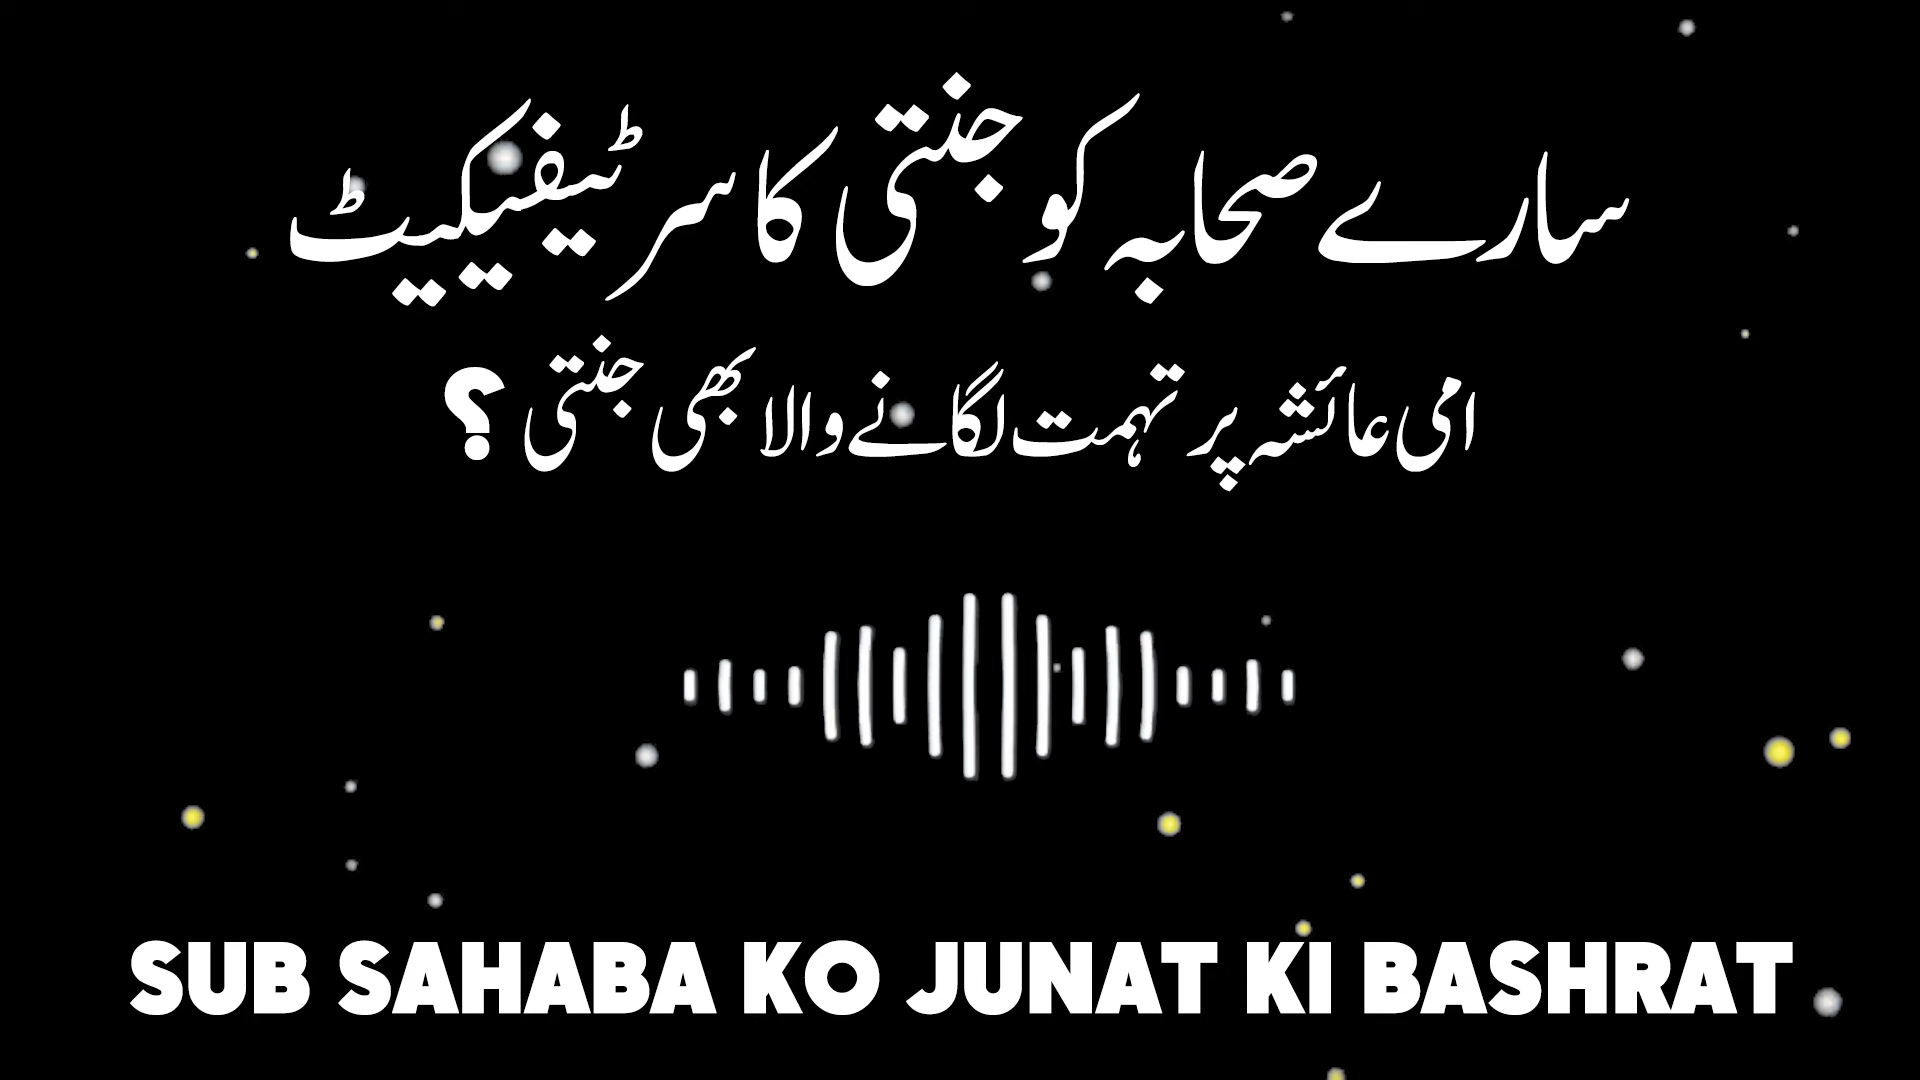 سارے صحابہ کو جنتی کا سرٹیفیکیٹ
امی عائشہ پر تہمت لگانے والا بھی جنتی ؟
SUB SAHABA KO JUNAT KI BASHRAT